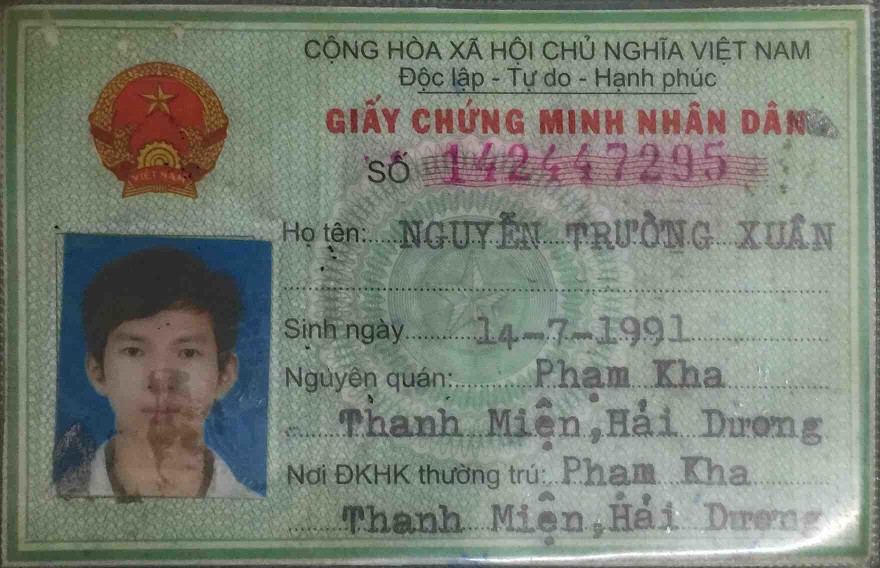 CỘNG HÒA XÃ HỘI CHỦ NGHĨA VIỆT NAM
Độc lập - Tự do - Hạnh phúc
GIẤY CHỨNG MINH NHÂN DÂN
SỐ 142447295
VIỆT NAM
Họ tên: NGUYỄN TRƯỜNG XUÂN
Sinh ngày 14-7-1991
Nguyên quán: Phạm Kha
Thanh Miện, Hải Dương
Nơi ĐKHK thường trú: Phạm Kha
Thanh Miện, Hải Dương